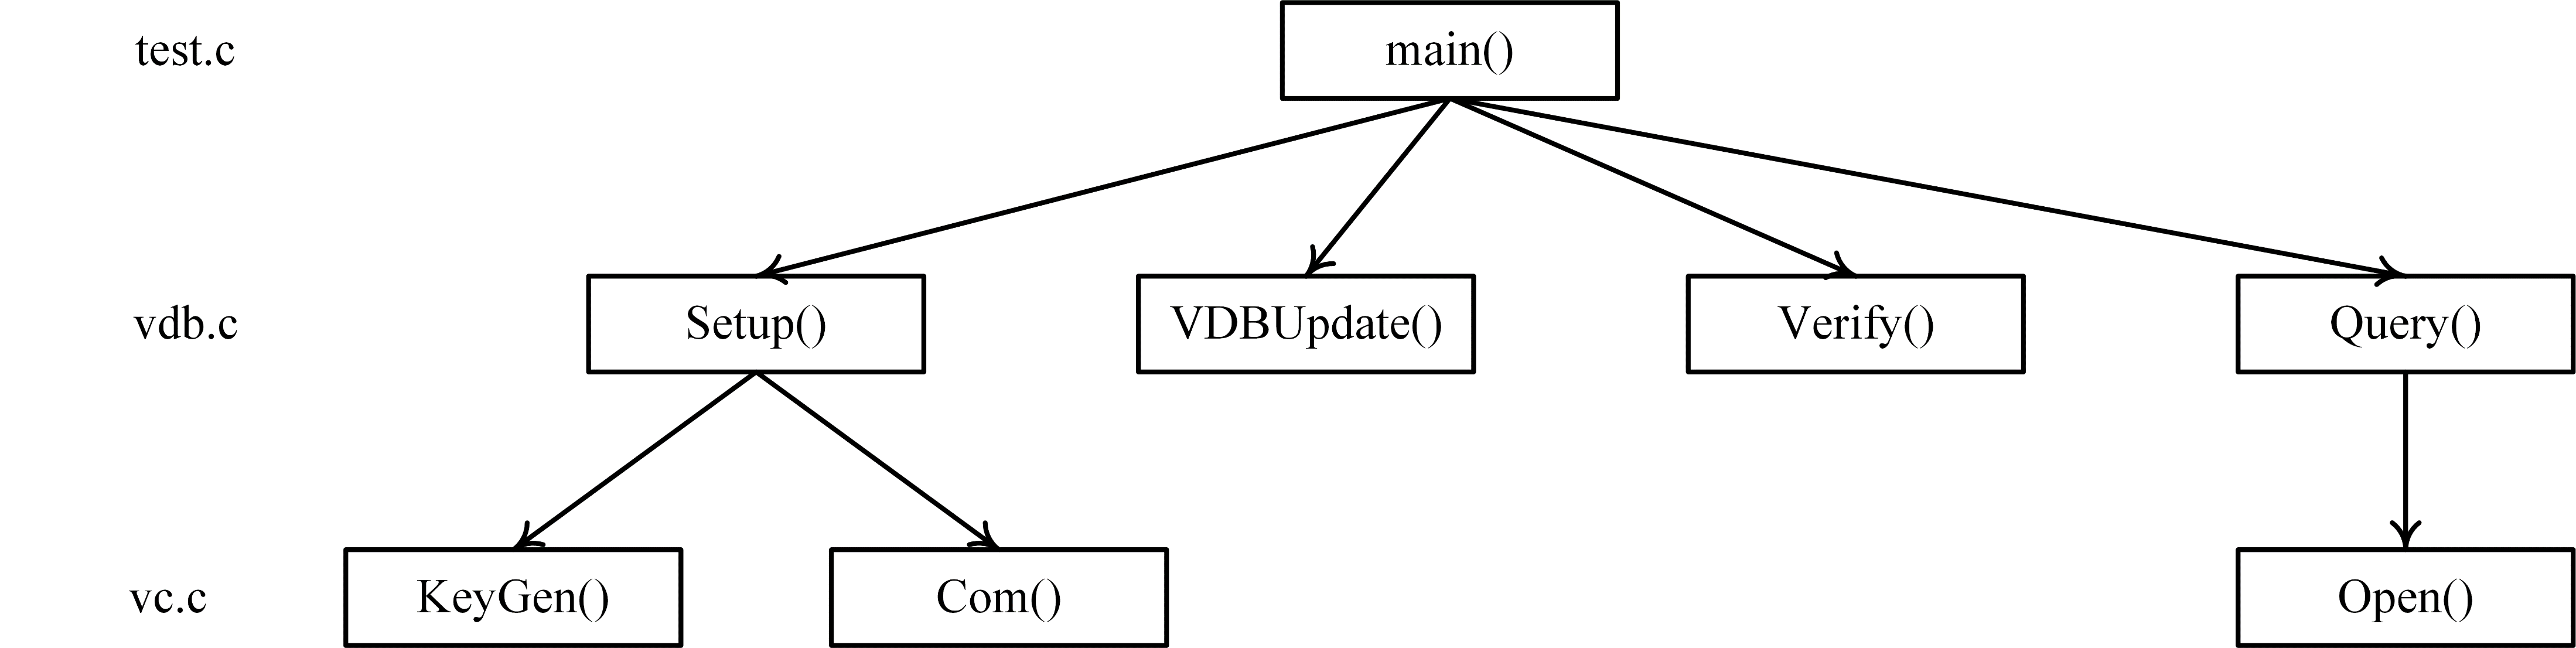 test.c
main()
vdb.c
Setup()
VDBUpdate()
Verify()
Query()
vc.c
KeyGen()
Com()
Open()